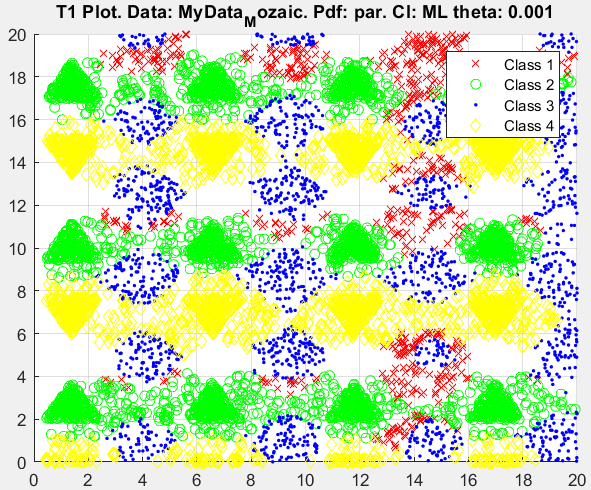 T1 Plot. Data: MyData_Mozaic. Pdf: par. Cl: ML theta: 0.001
20
18
16
14
12
10
8
6
4
2
0
Class 1
Class 2
Class 3
Class 4
0 2 4 6 8 10 12 14 16 18 20